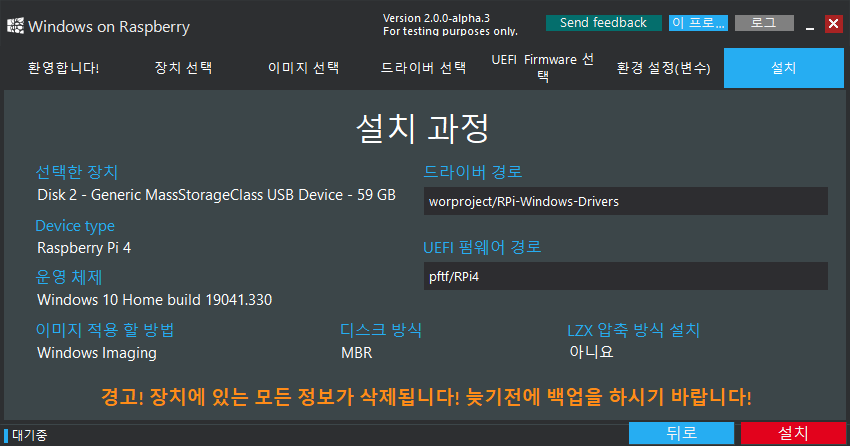 Windows on Raspberry
Version 2.0.0-alpha.3
For testing purposes only.
Send feedback
이 프로...
로그
환영합니다!
장치 선택
이미지 선택
드라이버 선택
UEFI Firmware 선
택
환경 설정(변수)
설치
설치 과정
선택한 장치
Disk 2 - Generic MassStorageClass USB Device - 59 GB
드라이버 경로
worproject/RPi-Windows-Drivers
Device type
Raspberry Pi 4
UEFI 펌웨어 경로
pftf/RPi4
운영 체제
Windows 10 Home build 19041.330
이미지 적용 할 방법
Windows Imaging
디스크 방식
MBR
LZX 압축 방식 설치
아니요
경고! 장치에 있는 모든 정보가 삭제됩니다! 늦기전에 백업을 하시기 바랍니다!
대기중
뒤로
설치